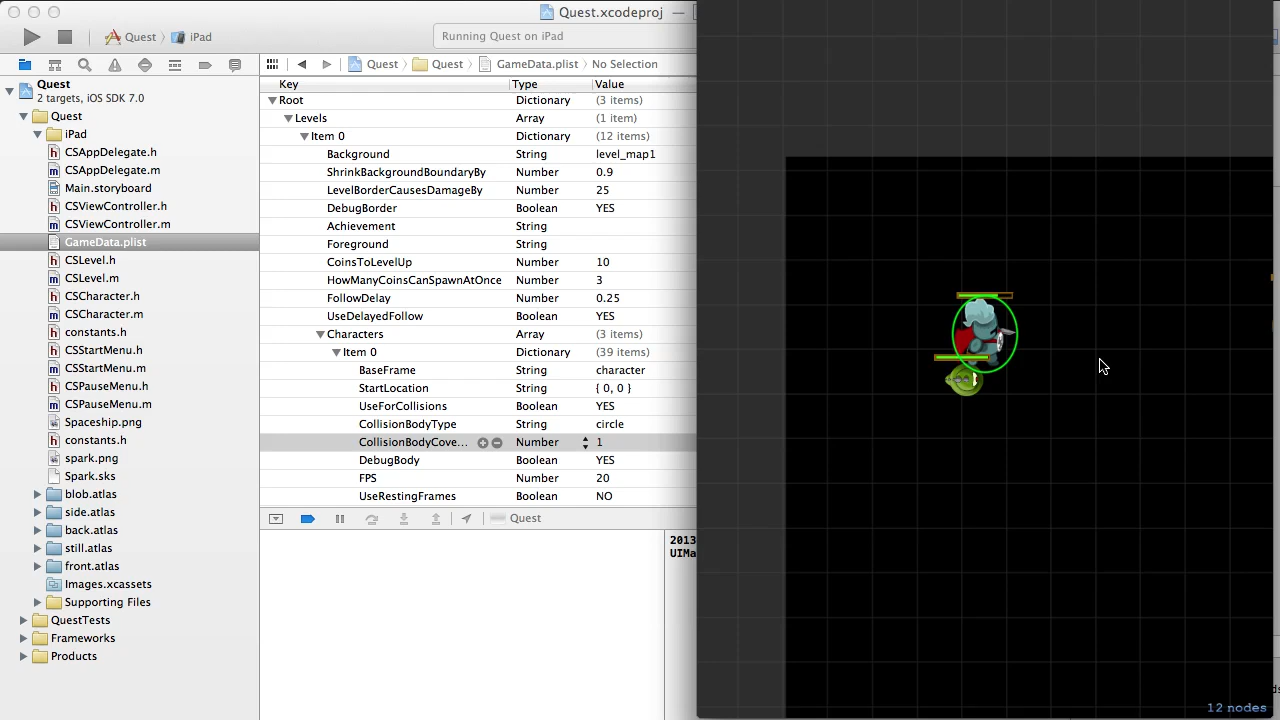 Quest.xcodeproj —
Quest
iPad
Running Quest on iPad
Quest
Quest
GameData.plist
No Selection
Quest
2 targets, iOS SDK 7.0
Quest
iPad
CSAppDelegate.h
CSAppDelegate.m
Main.storyboard
CSViewController.h
CSViewController.m
GameData.plist
CSLevel.h
CSLevel.m
CSCharacter.h
CSCharacter.m
constants.h
CSStartMenu.h
CSStartMenu.m
CSPauseMenu.h
CSPauseMenu.m
Spaceship.png
constants.h
spark.png
Spark.sks
blob.atlas
side.atlas
back.atlas
still.atlas
front.atlas
Images.xcassets
Supporting Files
QuestTests
Frameworks
Products
Key Type Value
Root Dictionary (3 items)
Levels Array (1 item)
Item 0 Dictionary (12 items)
Background String level_map1
ShrinkBackgroundBoundaryBy Number 0.9
LevelBorderCausesDamageBy Number 25
DebugBorder Boolean YES
Achievement String
Foreground String
CoinsToLevelUp Number 10
HowManyCoinsCanSpawnAtOnce Number 3
FollowDelay Number 0.25
UseDelayedFollow Boolean YES
Characters Array (3 items)
Item 0 Dictionary (39 items)
BaseFrame String character
StartLocation String { 0, 0 }
UseForCollisions Boolean YES
CollisionBodyType String circle
CollisionBodyCove... Number 1
DebugBody Boolean YES
FPS Number 20
UseRestingFrames Boolean NO
Quest
2013
UIMa
12 nodes